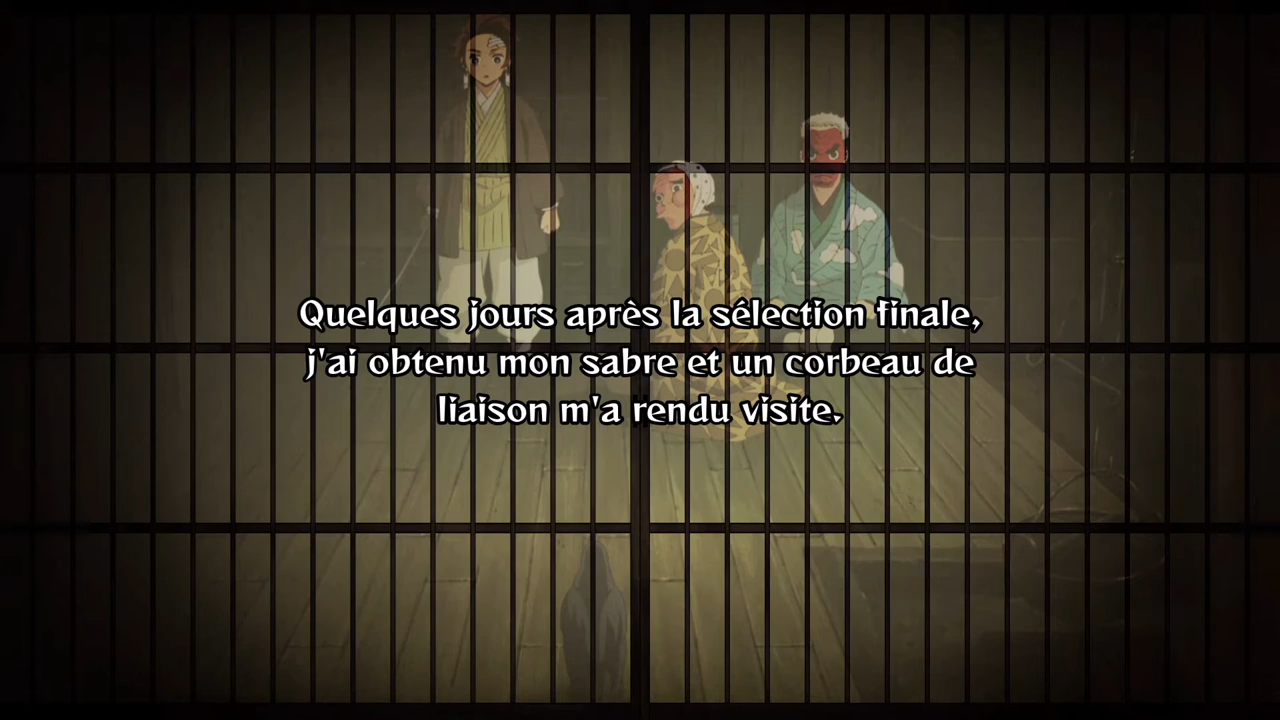 Quelques jours après la sélection finale,
j'ai obtenu mon sabre et un corbeau de
liaison m'a rendu visite.